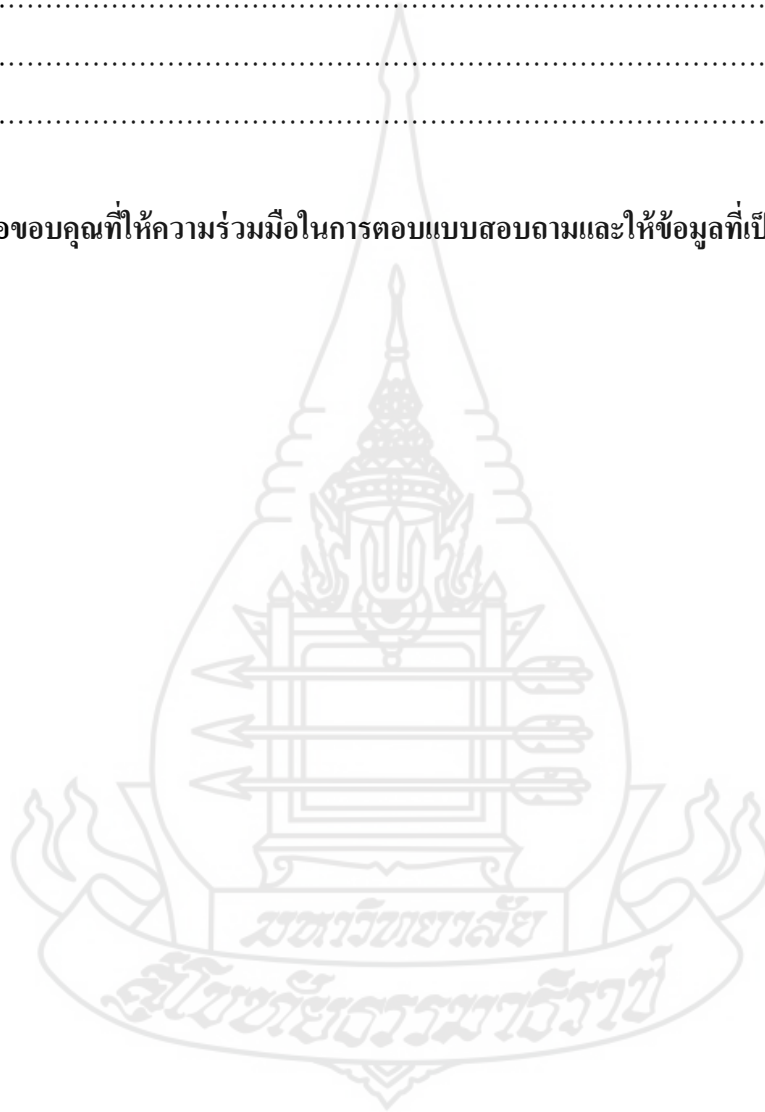 ................................................................................
................................................................................
................................................................................
อขอบคุณที่ให้ความร่วมมือในการตอบแบบสอบถามและให้ข้อมูลที่เป็
มหาวิทยาลัย
สุโขทัยธรรมาธิราช